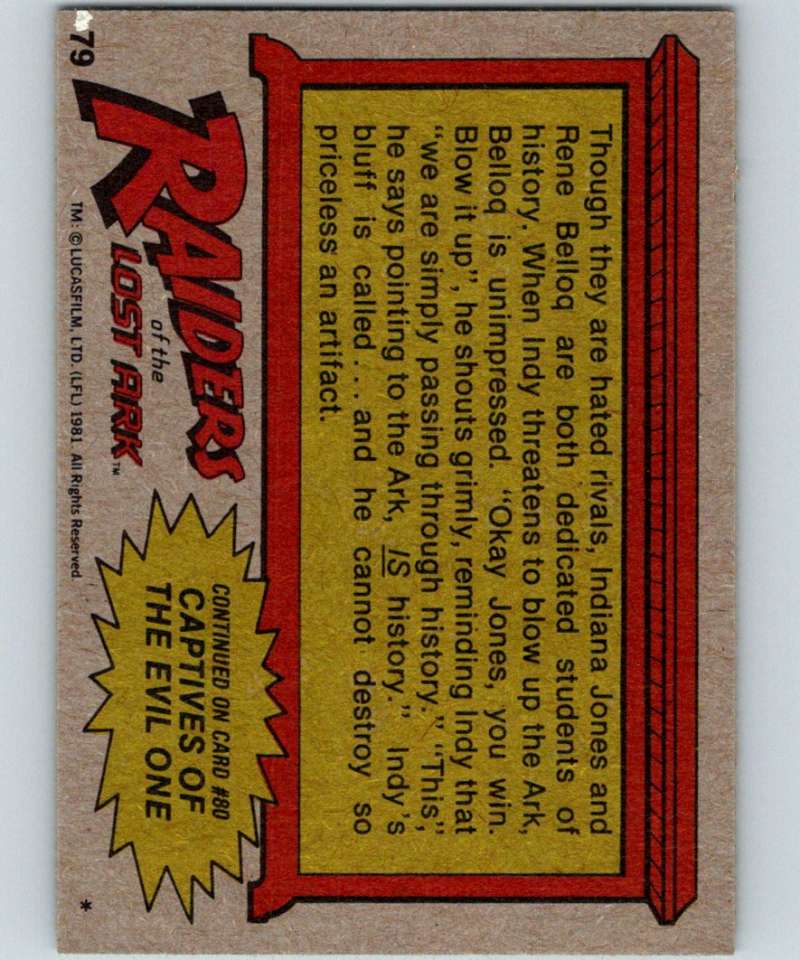 Though they are hated rivals, Indiana Jones and
Rene Belloq are both dedicated students of
history. When Indy threatens to blow up the Ark,
Belloq is unimpressed. "Okay Jones, you win.
Blow it up", he shouts grimly, reminding Indy that
"we are simply passing through history." "This",
he says pointing to the Ark, IS history." Indy's
bluff is called . . . and he cannot destroy so
priceless an artifact.
RAIDERS
of the
LOST ARK™
CONTINUED ON CARD #80
CAPTIVES OF
THE EVIL ONE
79
TM: © LUCASFILM, LTD. (LFL) 1981. All Rights Reserved.
*